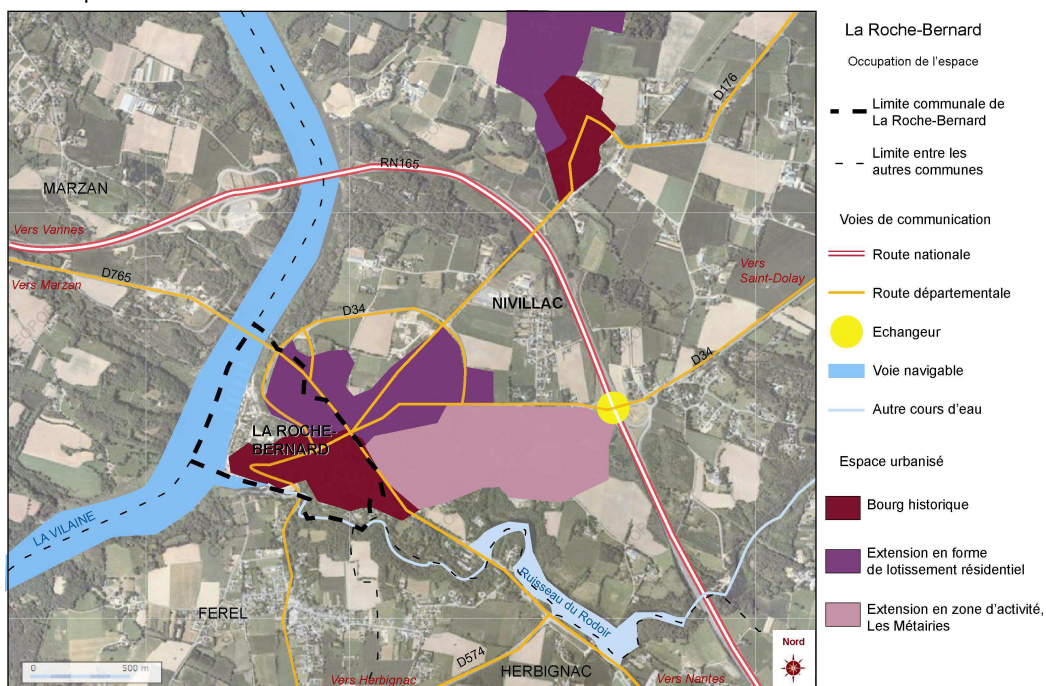 MARZAN
Vers Vannes
RN165
D176
D765
Vers Marzan
D34
NIVILLAC
Vers
Saint-Dolay
D34
LA ROCHE-
BERNARD
LA VILAINE
FEREL
Ruisseau du Rodoir
D574
HERBIGNAC
Vers Herbignac
Vers Nantes
0 500 m
Nord
La Roche-Bernard
Occupation de l'espace
Limite communale de
La Roche-Bernard
Limite entre les
autres communes
Voies de communication
Route nationale
Route départementale
Echangeur
Voie navigable
Autre cours d'eau
Espace urbanisé
Bourg historique
Extension en forme
de lotissement résidentiel
Extension en zone d'activité,
Les Métairies